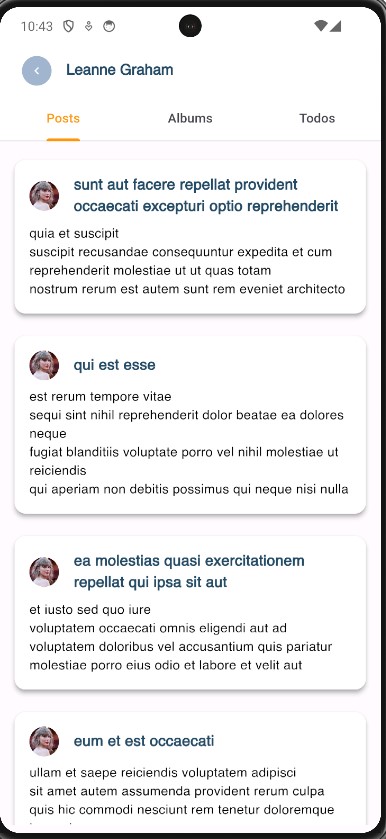 10:43
Leanne Graham
Posts
Albums
Todos
sunt aut facere repellat provident
occaecati excepturi optio reprehenderit
quia et suscipit
suscipit recusandae consequuntur expedita et cum
reprehenderit molestiae ut ut quas totam
nostrum rerum est autem sunt rem eveniet architecto
qui est esse
est rerum tempore vitae
sequi sint nihil reprehenderit dolor beatae ea dolores
neque
fugiat blanditiis voluptate porro vel nihil molestiae ut
reiciendis
qui aperiam non debitis possimus qui neque nisi nulla
ea molestias quasi exercitationem
repellat qui ipsa sit aut
et iusto sed quo iure
voluptatem occaecati omnis eligendi aut ad
voluptatem doloribus vel accusantium quis pariatur
molestiae porro eius odio et labore et velit aut
eum et est occaecati
ullam et saepe reiciendis voluptatem adipisci
sit amet autem assumenda provident rerum culpa
quis hic commodi nesciunt rem tenetur doloremque